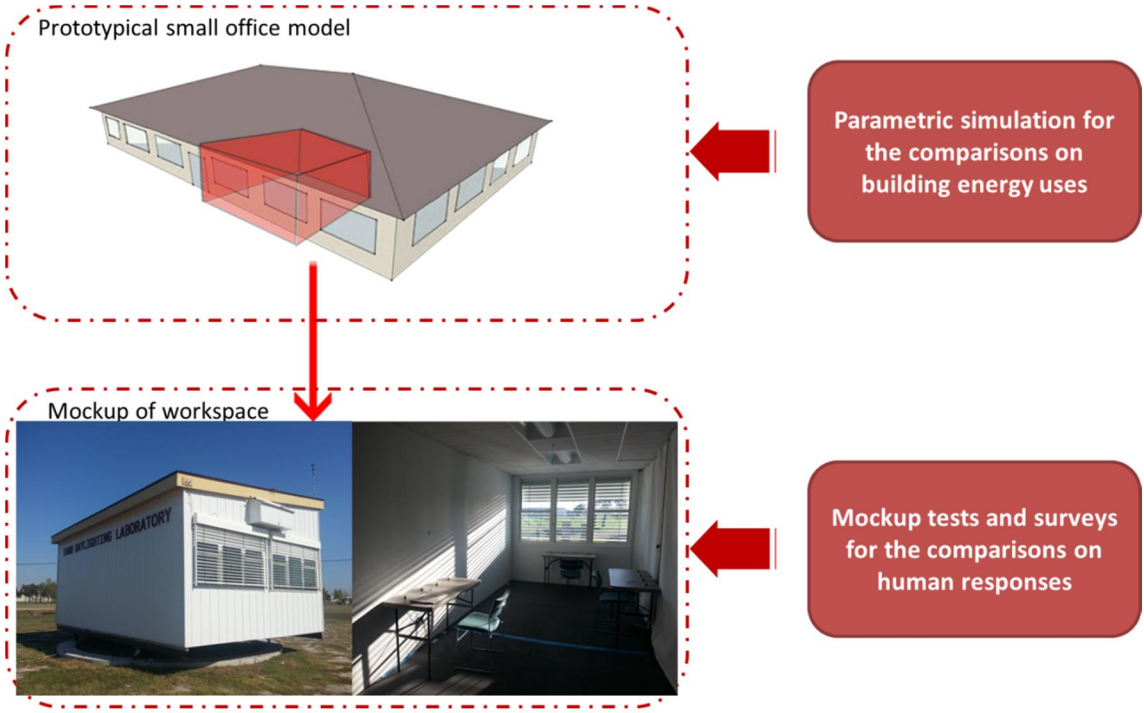 Prototypical small office model
Parametric simulation for
the comparisons on
building energy uses
Mockup of workspace
DAYLIGHTING LABORATORY
Mockup tests and surveys
for the comparisons on
human responses